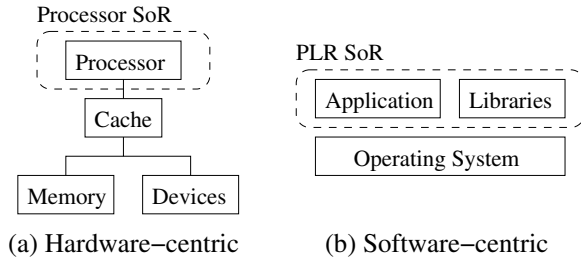 Processor SoR
Processor
Cache
Memory
Devices
(a) Hardware−centric
PLR SoR
Application
Libraries
Operating System
(b) Software−centric